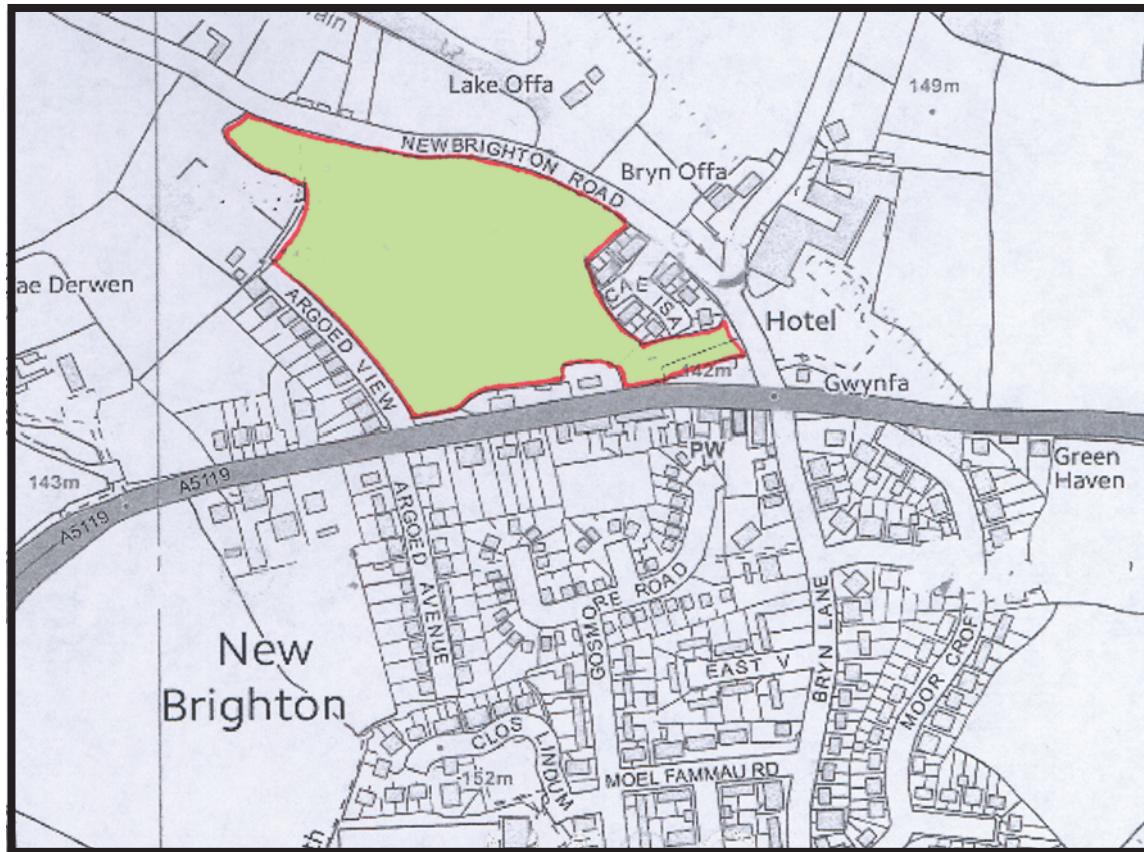 Lake Offa
149m
NEWBRIGHTON ROAD
Bryn Offa
ae Derwen
ARGOED VIEW
CAE ISA
Hotel
142m
Gwynfa
PW
143m
A5119
A5119
Green
Haven
ARGOED AVENUE
GOSMORE ROAD
BRYN LANE
New
Brighton
EAST V
MOOR CROFT
CLOS LINDUM
152m
MOEL FAMMAU RD
th